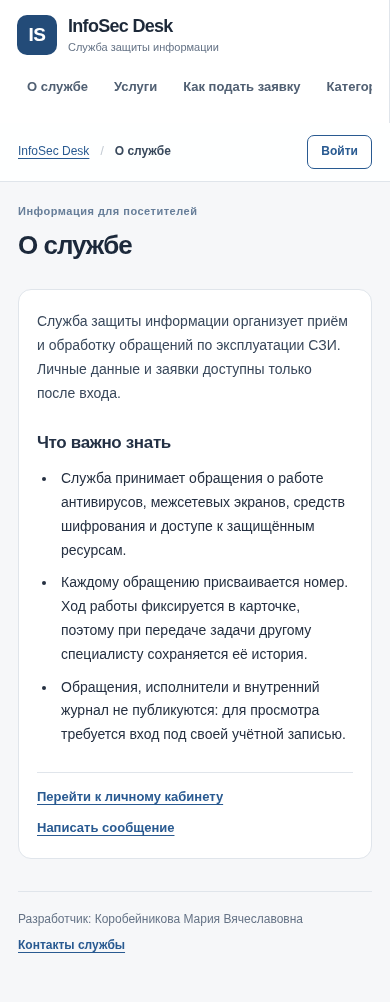 IS
InfoSec Desk
Служба защиты информации
О службе Услуги Как подать заявку Категор
InfoSec Desk / О службе
Войти
Информация для посетителей
О службе
Служба защиты информации организует приём
и обработку обращений по эксплуатации СЗИ.
Личные данные и заявки доступны только
после входа.
Что важно знать
• Служба принимает обращения о работе
антивирусов, межсетевых экранов, средств
шифрования и доступе к защищённым
ресурсам.
• Каждому обращению присваивается номер.
Ход работы фиксируется в карточке,
поэтому при передаче задачи другому
специалисту сохраняется её история.
• Обращения, исполнители и внутренний
журнал не публикуются: для просмотра
требуется вход под своей учётной записью.
Перейти к личному кабинету
Написать сообщение
Разработчик: Коробейникова Мария Вячеславовна
Контакты службы